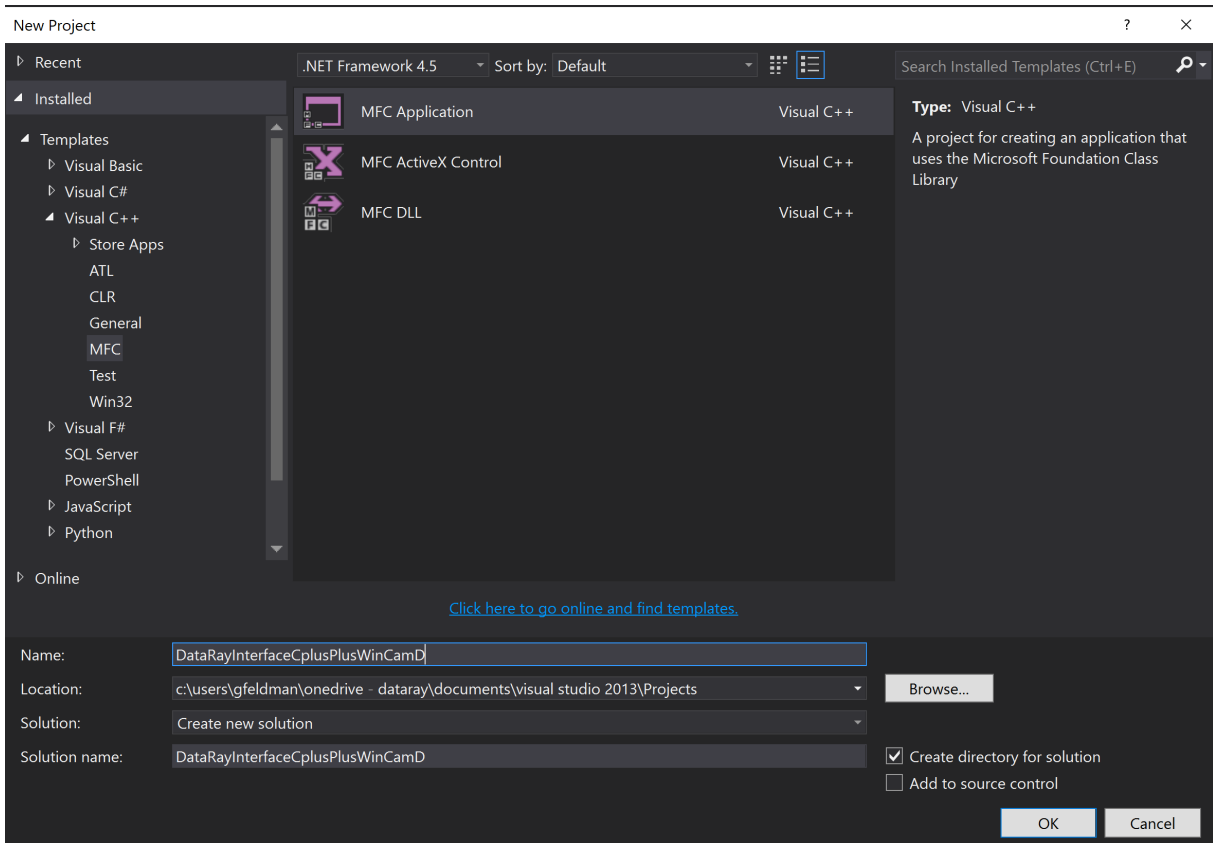 New Project
?
Recent
.NET Framework 4.5
Sort by:
Default
Search Installed Templates (Ctrl+E)
Installed
Templates
Visual Basic
Visual C#
Visual C++
Store Apps
ATL
CLR
General
MFC
Test
Win32
Visual F#
SQL Server
PowerShell
JavaScript
Python
Online
MFC Application Visual C++
MFC ActiveX Control Visual C++
MFC DLL Visual C++
Type: Visual C++
A project for creating an application that
uses the Microsoft Foundation Class
Library
Click here to go online and find templates.
Name: DataRayInterfaceCplusPlusWinCamD
Location: c:\users\gfeldman\onedrive - dataray\documents\visual studio 2013\Projects
Browse...
Solution: Create new solution
Solution name: DataRayInterfaceCplusPlusWinCamD
Create directory for solution
Add to source control
OK
Cancel